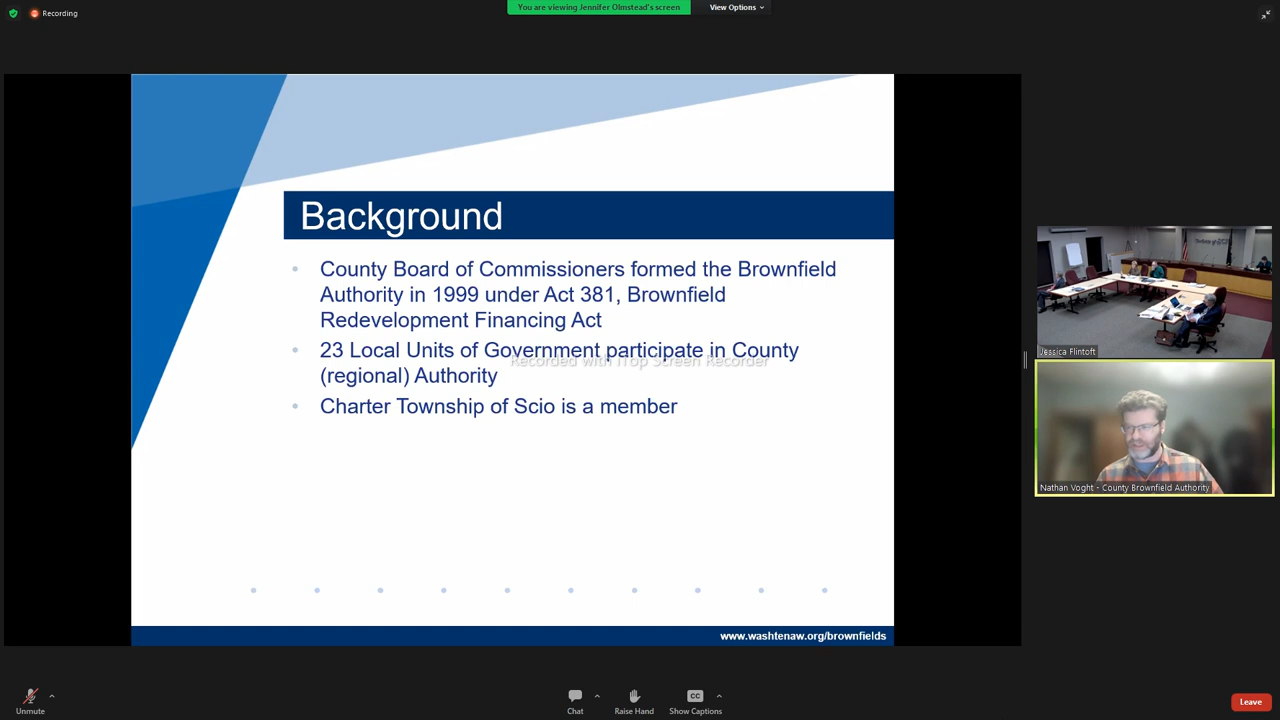 Recording
You are viewing Jennifer Olmstead's screen
View Options
Background
County Board of Commissioners formed the Brownfield
Authority in 1999 under Act 381, Brownfield
Redevelopment Financing Act
23 Local Units of Government participate in County
(regional) Authority
Recorded with iTop Screen Recorder
Charter Township of Scio is a member
www.washtenaw.org/brownfields
Jessica Flintoft
Nathan Voght - County Brownfield Authority
Unmute
Chat
Raise Hand
CC
Show Captions
Leave